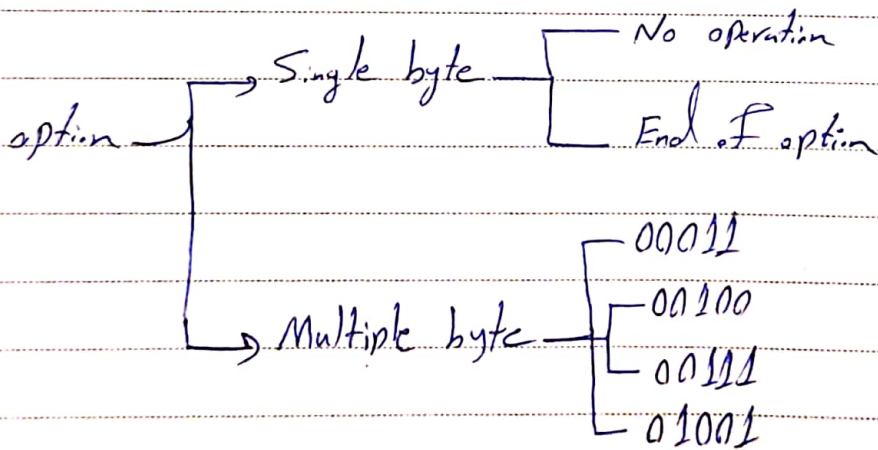 No operation
Single byte
option
End of option
00011
00100
Multiple byte
00111
01001